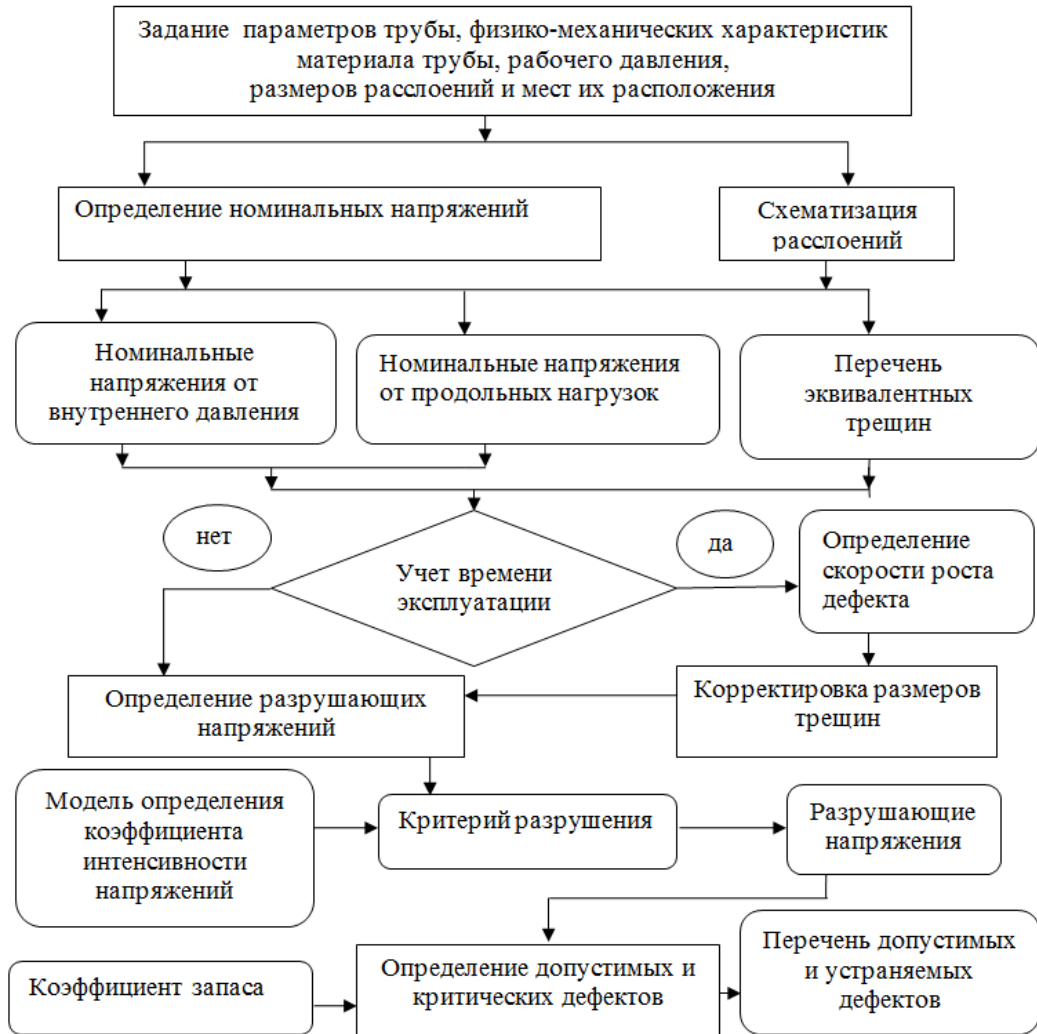 Задание параметров трубы, физико-механических характеристик
материала трубы, рабочего давления,
размеров расслоений и мест их расположения
Определение номинальных напряжений
Схематизация
расслоений
Номинальные
напряжения от
внутреннего давления
Номинальные напряжения
от продольных нагрузок
Перечень
эквивалентных
трещин
нет
да
Учет времени
эксплуатации
Определение
скорости роста
дефекта
Определение разрушающих
напряжений
Корректировка размеров
трещин
Модель определения
коэффициента
интенсивности
напряжений
Критерий разрушения
Разрушающие
напряжения
Коэффициент запаса
Определение допустимых и
критических дефектов
Перечень допустимых
и устраняемых
дефектов